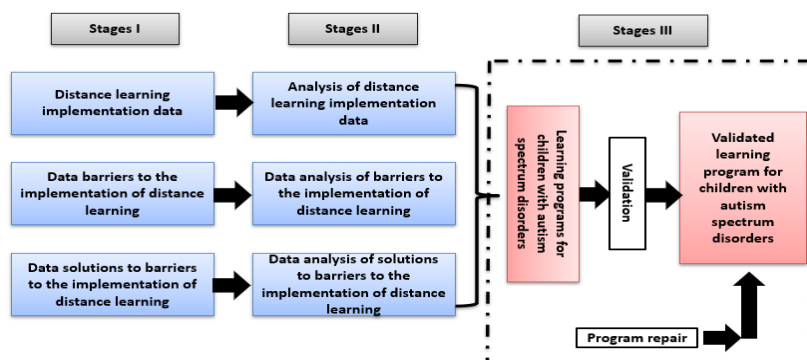 Stages I
Stages II
Stages III
Distance learning
implementation data
Analysis of distance
learning implementation
data
Data barriers to the
implementation of distance
learning
Data analysis of barriers to
the implementation of
distance learning
Data solutions to barriers
to the implementation of
distance learning
Data analysis of solutions
to barriers to the
implementation of distance
learning
Learning programs for
children with autism
spectrum disorders
Validation
Validated
learning
program for
children with
autism
spectrum
disorders
Program repair